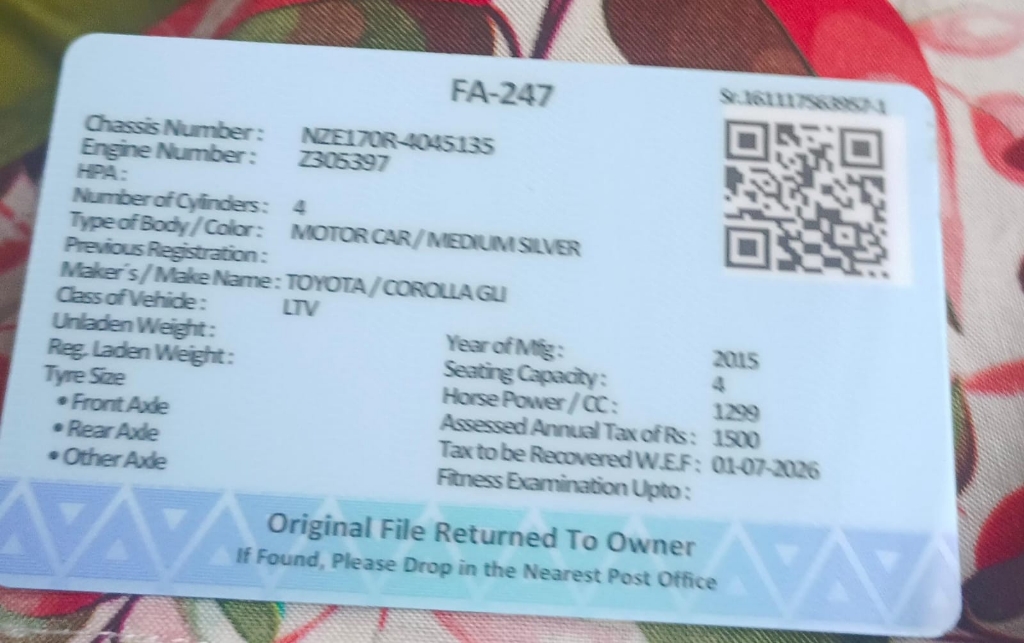 FA-247
Sr.161117563957-1
Chassis Number : NZE170R-4045135
Engine Number : Z305397
HPA :
Number of Cylinders : 4
Type of Body / Color : MOTOR CAR / MEDIUM SILVER
Previous Registration :
Maker's / Make Name : TOYOTA / COROLLA GLI
Class of Vehicle : LTV
Unladen Weight :
Reg. Laden Weight :
Tyre Size
• Front Axle
• Rear Axle
• Other Axle
Year of Mfg : 2015
Seating Capacity : 4
Horse Power / CC : 1299
Assessed Annual Tax of Rs : 1500
Tax to be Recovered W.E.F : 01-07-2026
Fitness Examination Upto :
Original File Returned To Owner
If Found, Please Drop in the Nearest Post Office